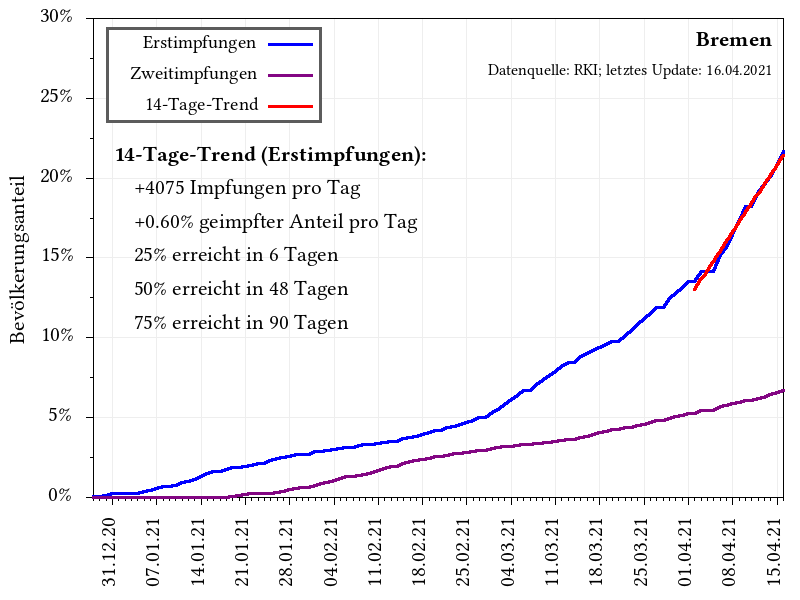 30%
25%
20%
15%
10%
5%
0%
Bevölkerungsanteil
Erstimpfungen
Zweitimpfungen
14-Tage-Trend
Bremen
Datenquelle: RKI; letztes Update: 16.04.2021
14-Tage-Trend (Erstimpfungen):
+4075 Impfungen pro Tag
+0.60% geimpfter Anteil pro Tag
25% erreicht in 6 Tagen
50% erreicht in 48 Tagen
75% erreicht in 90 Tagen
31.12.20
07.01.21
14.01.21
21.01.21
28.01.21
04.02.21
11.02.21
18.02.21
25.02.21
04.03.21
11.03.21
18.03.21
25.03.21
01.04.21
08.04.21
15.04.21